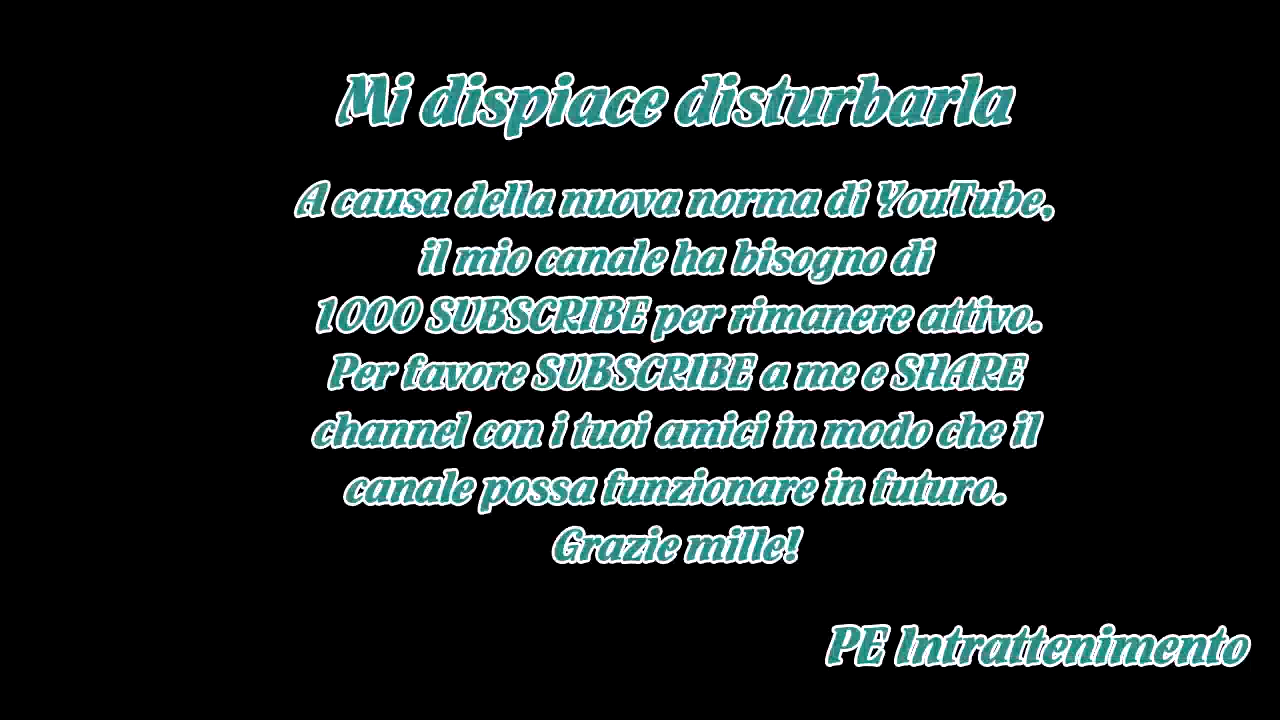 Mi dispiace disturbarla
A causa della nuova norma di YouTube,
il mio canale ha bisogno di
1000 SUBSCRIBE per rimanere attivo.
Per favore SUBSCRIBE a me e SHARE
channel con i tuoi amici in modo che il
canale possa funzionare in futuro.
Grazie mille!
PE Intrattenimento